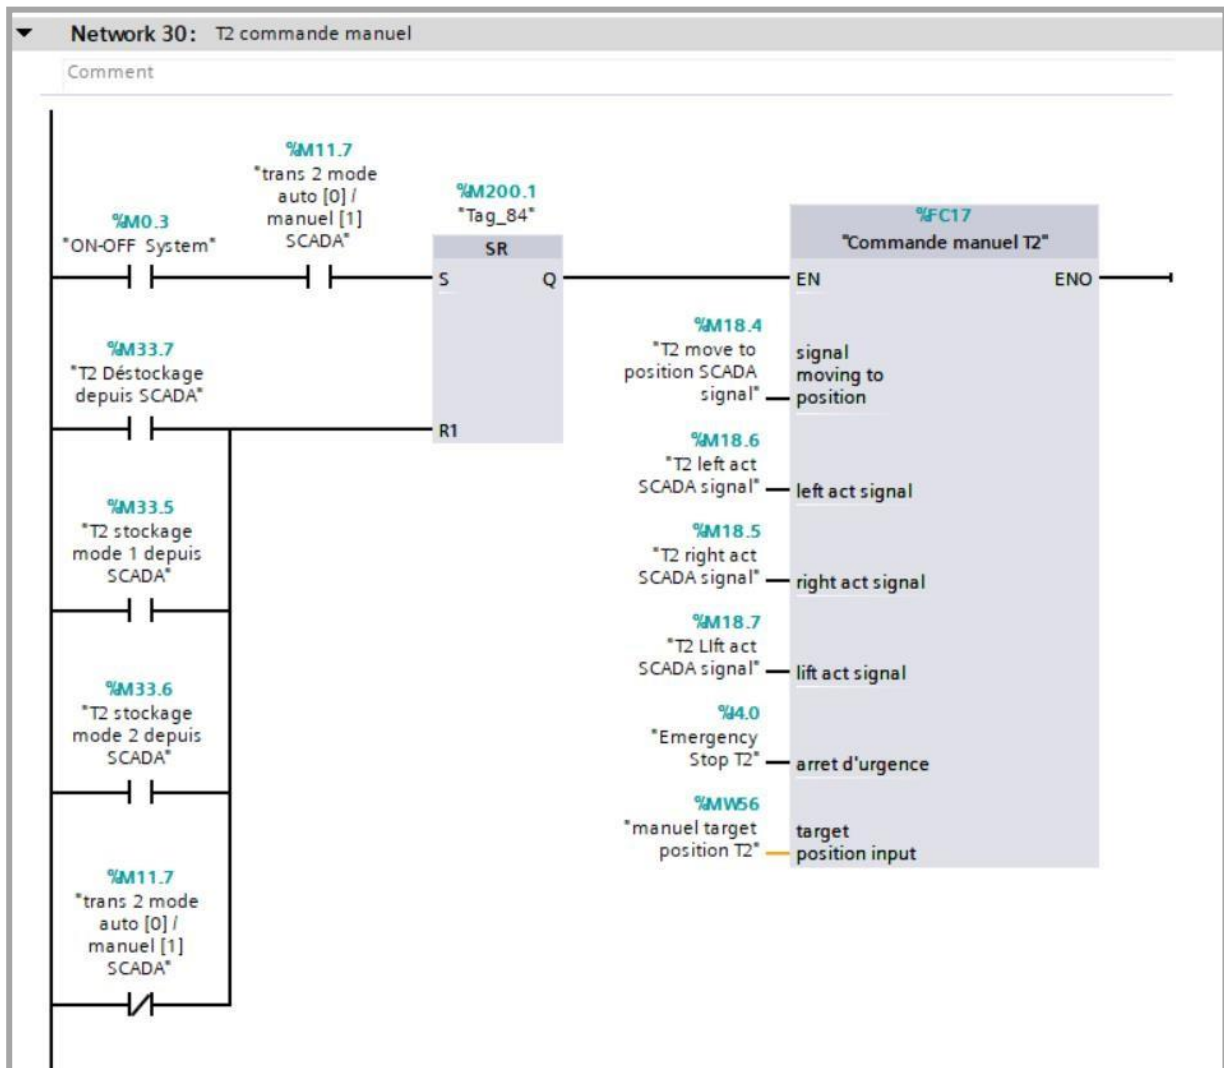 Network 30: T2 commande manuel
Comment
%M0.3
"ON-OFF System"
%M11.7
"trans 2 mode
auto [0] /
manuel [1]
SCADA"
%M200.1
"Tag_84"
SR
S
Q
R1
%M33.7
"T2 Déstockage
depuis SCADA"
%M33.5
"T2 stockage
mode 1 depuis
SCADA"
%M33.6
"T2 stockage
mode 2 depuis
SCADA"
%M11.7
"trans 2 mode
auto [0] /
manuel [1]
SCADA"
%FC17
"Commande manuel T2"
EN
ENO
%M18.4
"T2 move to
position SCADA
signal"
signal
moving to
position
%M18.6
"T2 left act
SCADA signal"
left act signal
%M18.5
"T2 right act
SCADA signal"
right act signal
%M18.7
"T2 LIft act
SCADA signal"
lift act signal
%I4.0
"Emergency
Stop T2"
arret d'urgence
%MW56
"manuel target
position T2"
target
position input